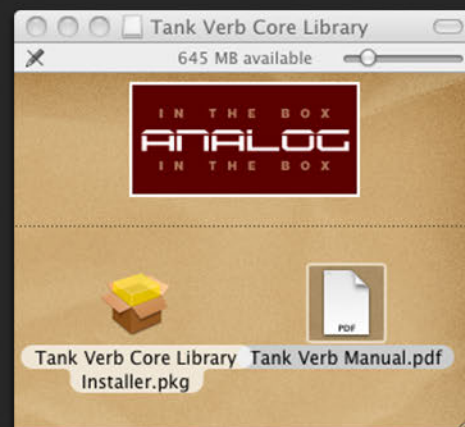 Tank Verb Core Library
645 MB available
IN THE BOX
ANALOG
IN THE BOX
PDF
Tank Verb Core Library
Installer.pkg
Tank Verb Manual.pdf